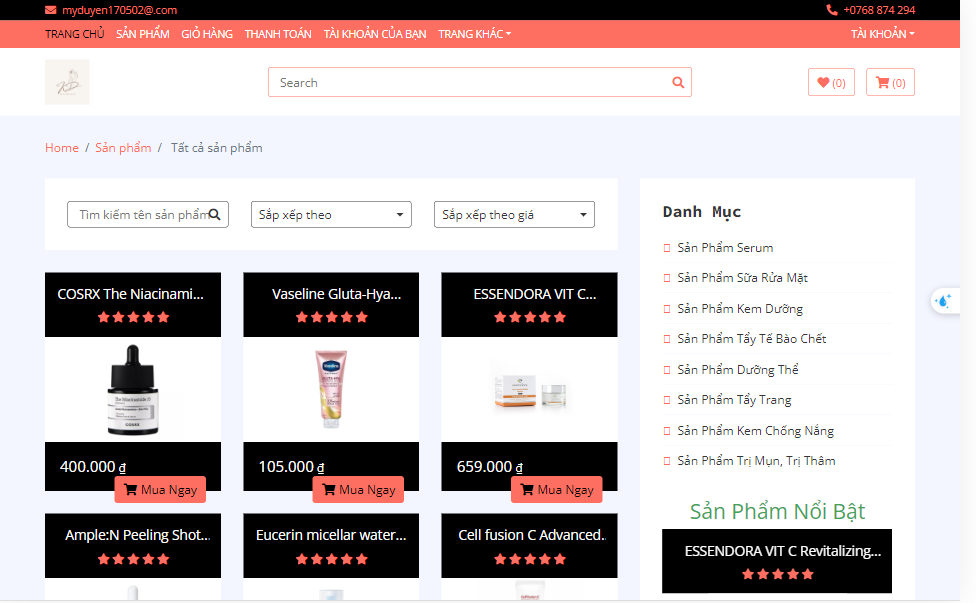 myduyen170502@.com
+0768 874 294
TRANG CHỦ SẢN PHẨM GIỎ HÀNG THANH TOÁN TÀI KHOẢN CỦA BẠN TRANG KHÁC
TÀI KHOẢN
Search
(0)
(0)
Home / Sản phẩm / Tất cả sản phẩm
Tìm kiếm tên sản phẩm
Sắp xếp theo
Sắp xếp theo giá
COSRX The Niacinami...
Vaseline Gluta-Hya...
ESSENDORA VIT C...
The Niacinamide 15
COSRX
Vaseline
400.000 ₫
105.000 ₫
659.000 ₫
Mua Ngay
Mua Ngay
Mua Ngay
Ample:N Peeling Shot...
Eucerin micellar water...
Cell fusion C Advanced...
Danh Mục
Sản Phẩm Serum
Sản Phẩm Sữa Rửa Mặt
Sản Phẩm Kem Dưỡng
Sản Phẩm Tẩy Tế Bào Chết
Sản Phẩm Dưỡng Thể
Sản Phẩm Tẩy Trang
Sản Phẩm Kem Chống Nắng
Sản Phẩm Trị Mụn, Trị Thâm
Sản Phẩm Nổi Bật
ESSENDORA VIT C Revitalizing...